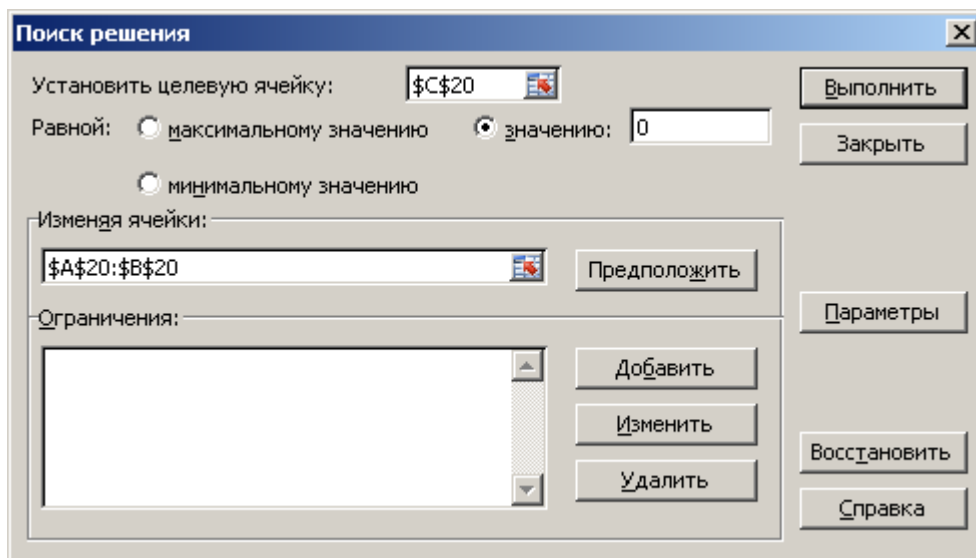 Поиск решения
Установить целевую ячейку: $C$20
Выполнить
Равной: максимальному значению значению: 0
Закрыть
минимальному значению
Изменяя ячейки:
$A$20:$B$20
Предположить
Ограничения:
Параметры
Добавить
Изменить
Восстановить
Удалить
Справка